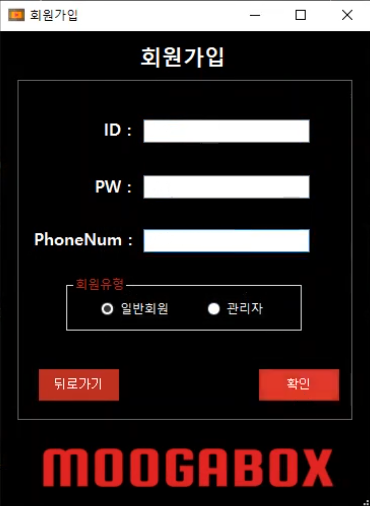 회원가입
회원가입
ID :
PW :
PhoneNum :
회원유형
일반회원 관리자
뒤로가기 확인
MOOGABOX